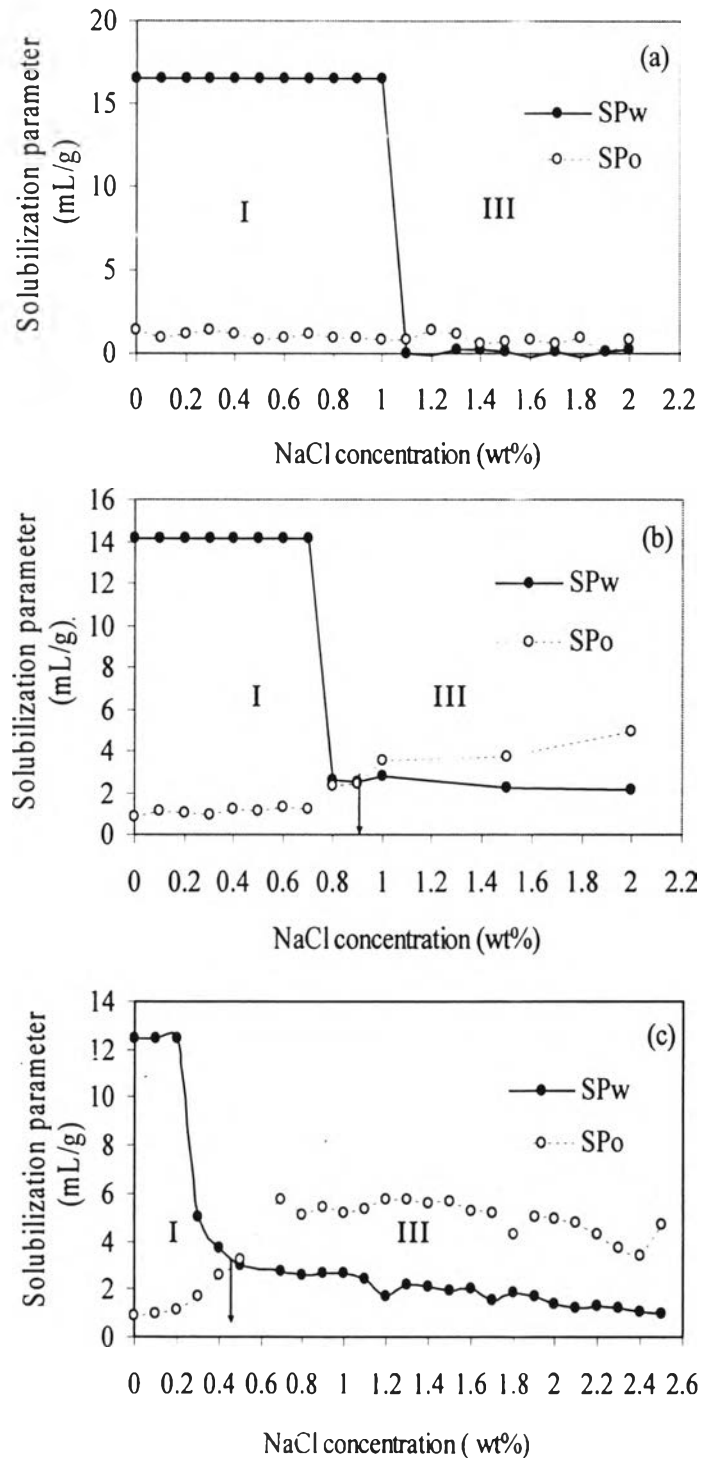 20
15
10
5
0
Solubilization parameter
(mL/g)
(a)
SPw
SPo
I
III
0 0.2 0.4 0.6 0.8 1 1.2 1.4 1.6 1.8 2 2.2
NaCl concentration (wt%)
16
14
12
10
8
6
4
2
0
Solubilization parameter
(mL/g).
(b)
SPw
SPo
I
III
0 0.2 0.4 0.6 0.8 1 1.2 1.4 1.6 1.8 2 2.2
NaCl concentration (wt%)
14
12
10
8
6
4
2
0
Solubilization parameter
(mL/g)
(c)
SPw
SPo
I
III
0 0.2 0.4 0.6 0.8 1 1.2 1.4 1.6 1.8 2 2.2 2.4 2.6
NaCl concentration ( wt%)